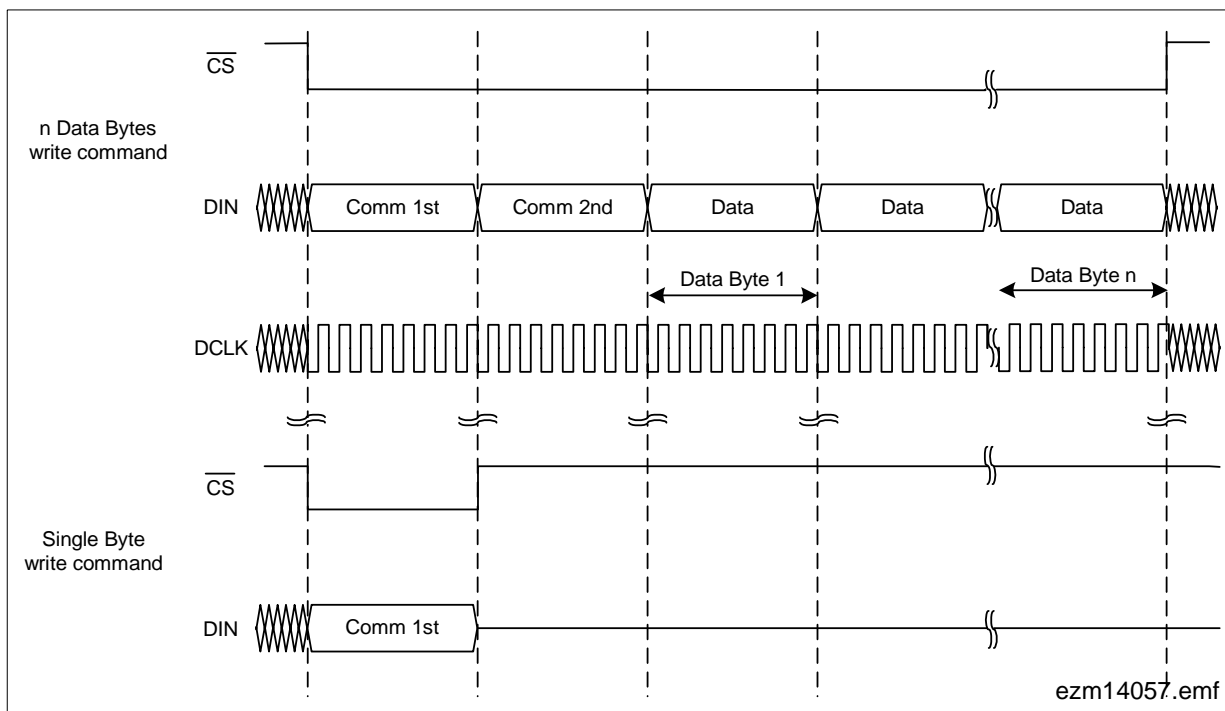 CS
n Data Bytes
write command
DIN
Comm 1st Comm 2nd Data Data Data
Data Byte 1 Data Byte n
DCLK
CS
Single Byte
write command
DIN
Comm 1st
ezm14057.emf